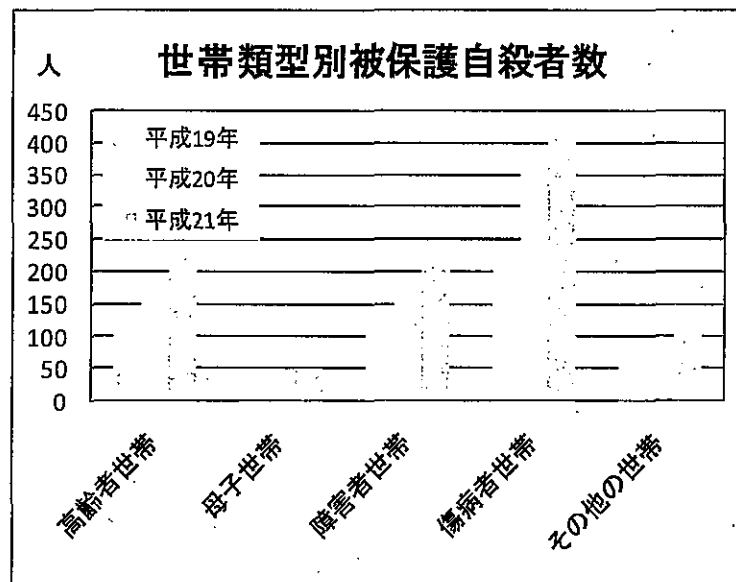 人
世帯類型別被保護自殺者数
450
400
350
300
250
200
150
100
50
0
平成19年
平成20年
平成21年
高齢者世帯
母子世帯
障害者世帯
傷病者世帯
その他の世帯